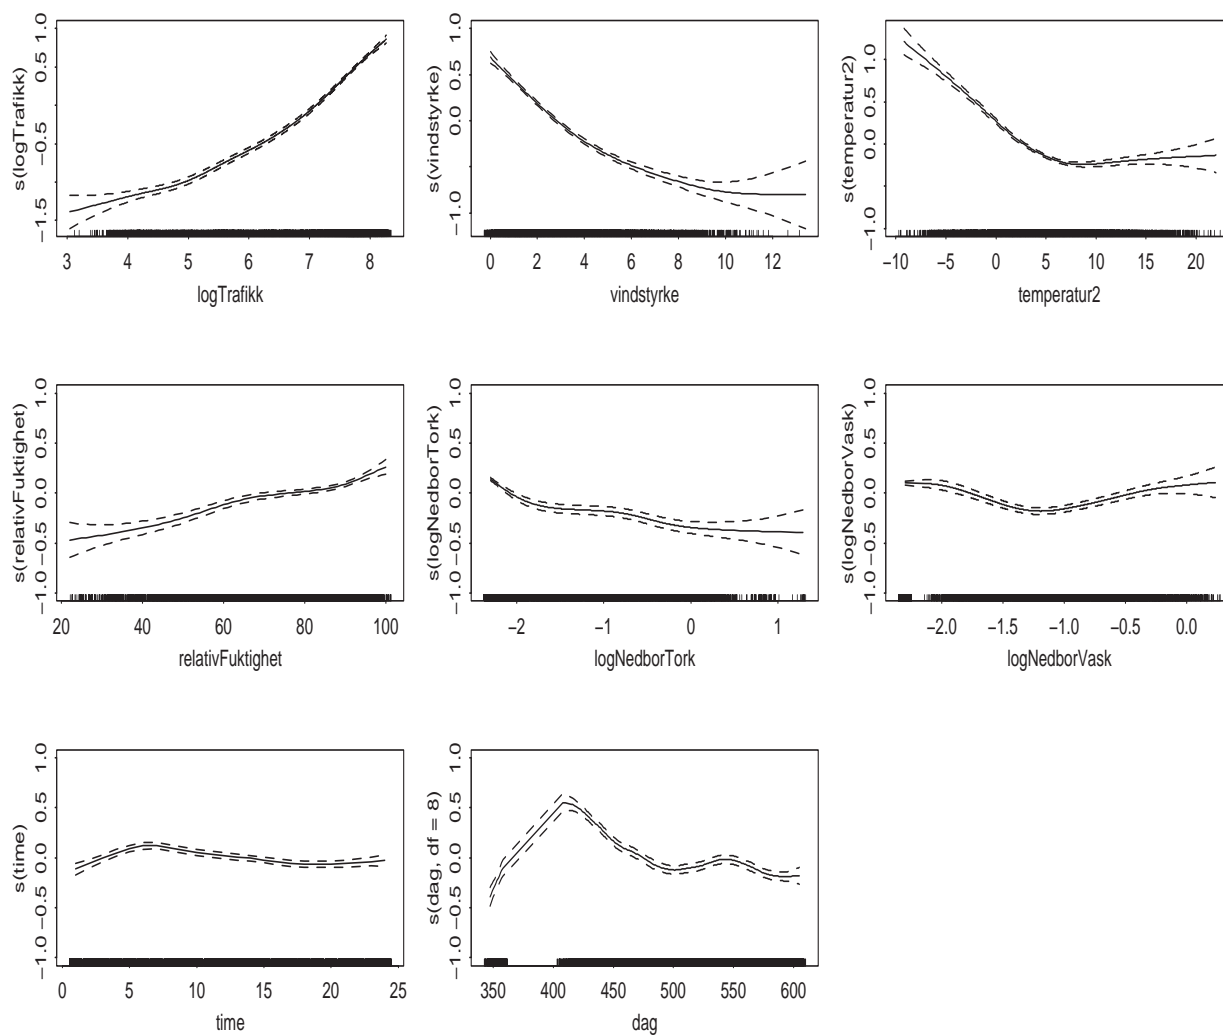 s(logTrafikk)
−1.5 −0.5 0.5 1.0
3 4 5 6 7 8
logTrafikk
s(vindstyrke)
−1.0 0.0 0.5 1.0
0 2 4 6 8 10 12
vindstyrke
s(temperatur2)
−1.0 0.0 0.5 1.0
−10 −5 0 5 10 15 20
temperatur2
s(relativFuktighet)
−1.0 −0.5 0.0 0.5 1.0
20 40 60 80 100
relativFuktighet
s(logNedborTork)
−1.0 −0.5 0.0 0.5 1.0
−2 −1 0 1
logNedborTork
s(logNedborVask)
−1.0 −0.5 0.0 0.5 1.0
−2.0 −1.5 −1.0 −0.5 0.0
logNedborVask
s(time)
−1.0 −0.5 0.0 0.5 1.0
0 5 10 15 20 25
time
s(dag, df = 8)
−1.0 −0.5 0.0 0.5 1.0
350 400 450 500 550 600
dag